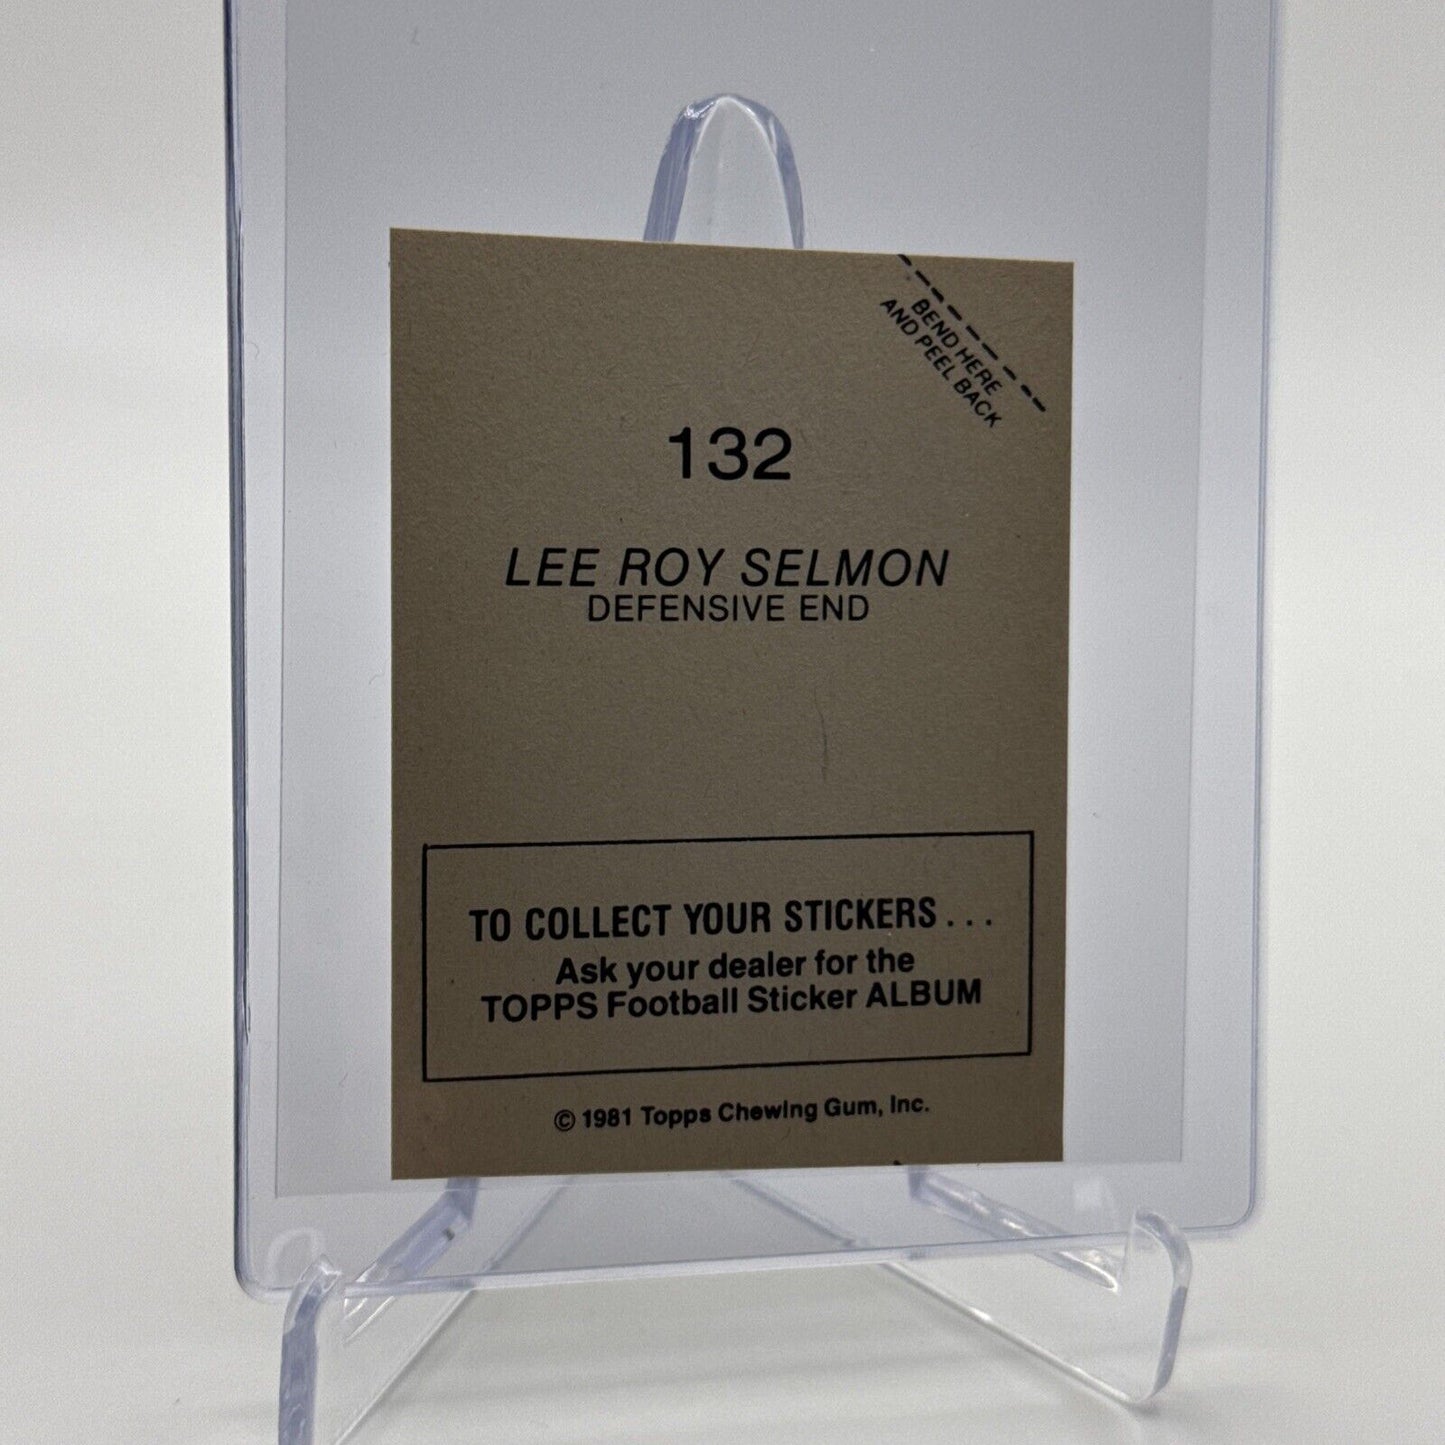 BEND HERE
AND PEEL BACK
132
LEE ROY SELMON
DEFENSIVE END
TO COLLECT YOUR STICKERS...
Ask your dealer for the
TOPPS Football Sticker ALBUM
© 1981 Topps Chewing Gum, Inc.